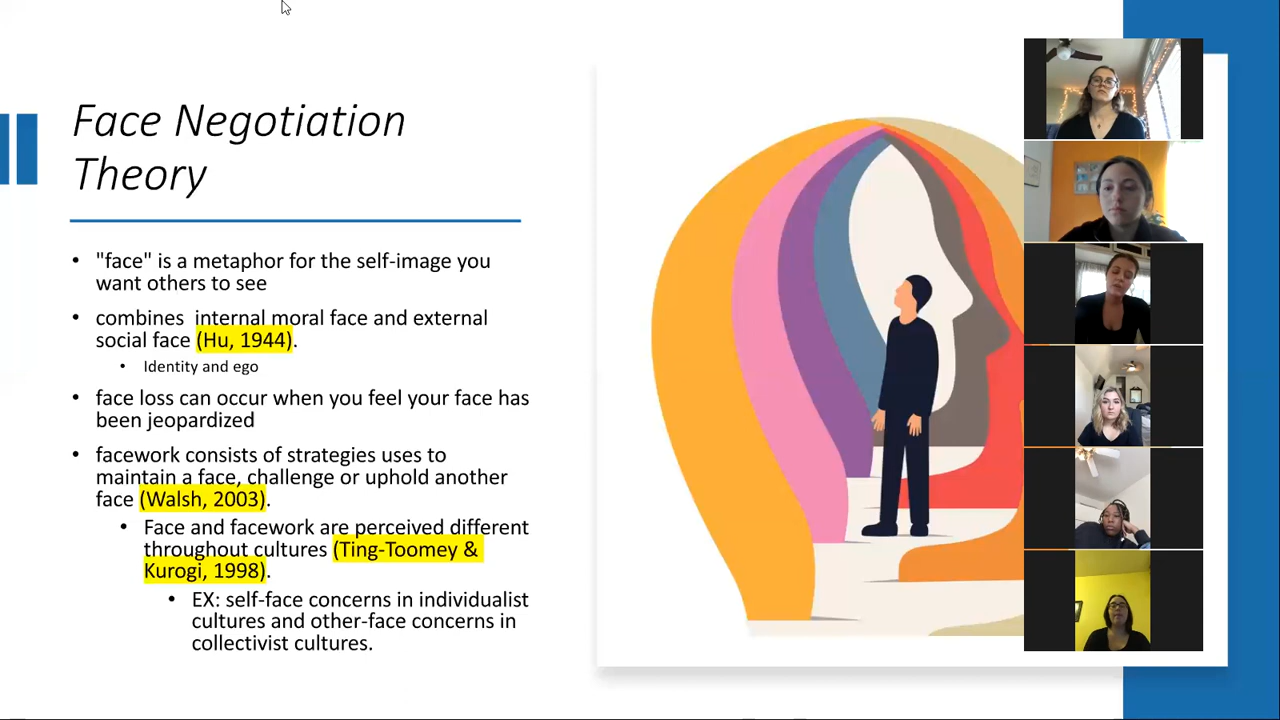 Face Negotiation
Theory
• "face" is a metaphor for the self-image you
want others to see
• combines internal moral face and external
social face (Hu, 1944).
• Identity and ego
• face loss can occur when you feel your face has
been jeopardized
• facework consists of strategies uses to
maintain a face, challenge or uphold another
face (Walsh, 2003).
• Face and facework are perceived different
throughout cultures (Ting-Toomey &
Kurogi, 1998).
• EX: self-face concerns in individualist
cultures and other-face concerns in
collectivist cultures.